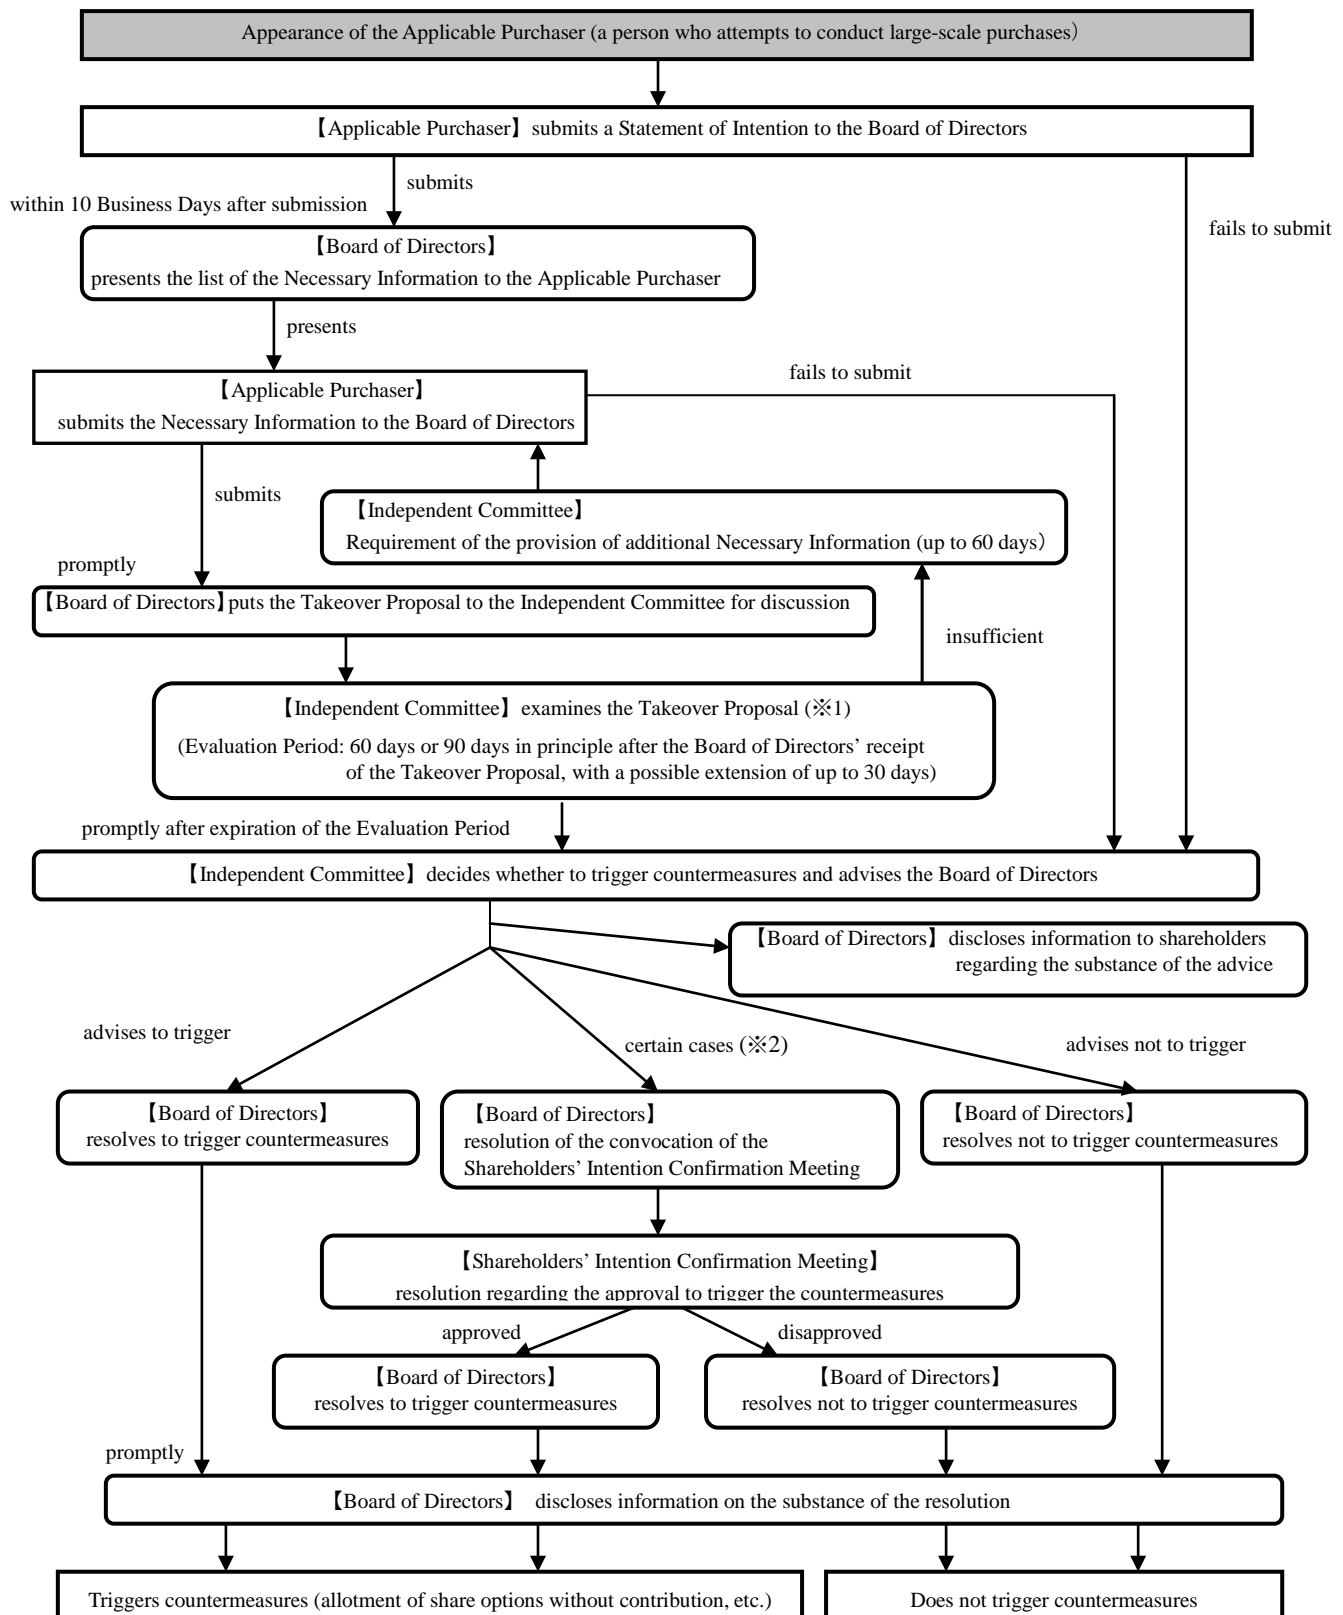 Appearance of the Applicable Purchaser (a person who attempts to conduct large-scale purchases）
【Applicable Purchaser】submits a Statement of Intention to the Board of Directors
submits
within 10 Business Days after submission
fails to submit
【Board of Directors】
presents the list of the Necessary Information to the Applicable Purchaser
presents
fails to submit
【Applicable Purchaser】
submits the Necessary Information to the Board of Directors
submits
【Independent Committee】
Requirement of the provision of additional Necessary Information (up to 60 days）
promptly
【Board of Directors】puts the Takeover Proposal to the Independent Committee for discussion
insufficient
【Independent Committee】examines the Takeover Proposal (※1)
(Evaluation Period: 60 days or 90 days in principle after the Board of Directors’ receipt
of the Takeover Proposal, with a possible extension of up to 30 days)
promptly after expiration of the Evaluation Period
【Independent Committee】decides whether to trigger countermeasures and advises the Board of Directors
【Board of Directors】discloses information to shareholders
regarding the substance of the advice
advises to trigger
certain cases (※2)
advises not to trigger
【Board of Directors】
resolves to trigger countermeasures
【Board of Directors】
resolution of the convocation of the
Shareholders’ Intention Confirmation Meeting
【Board of Directors】
resolves not to trigger countermeasures
【Shareholders’ Intention Confirmation Meeting】
resolution regarding the approval to trigger the countermeasures
approved
disapproved
【Board of Directors】
resolves to trigger countermeasures
【Board of Directors】
resolves not to trigger countermeasures
promptly
【Board of Directors】 discloses information on the substance of the resolution
Triggers countermeasures (allotment of share options without contribution, etc.)
Does not trigger countermeasures